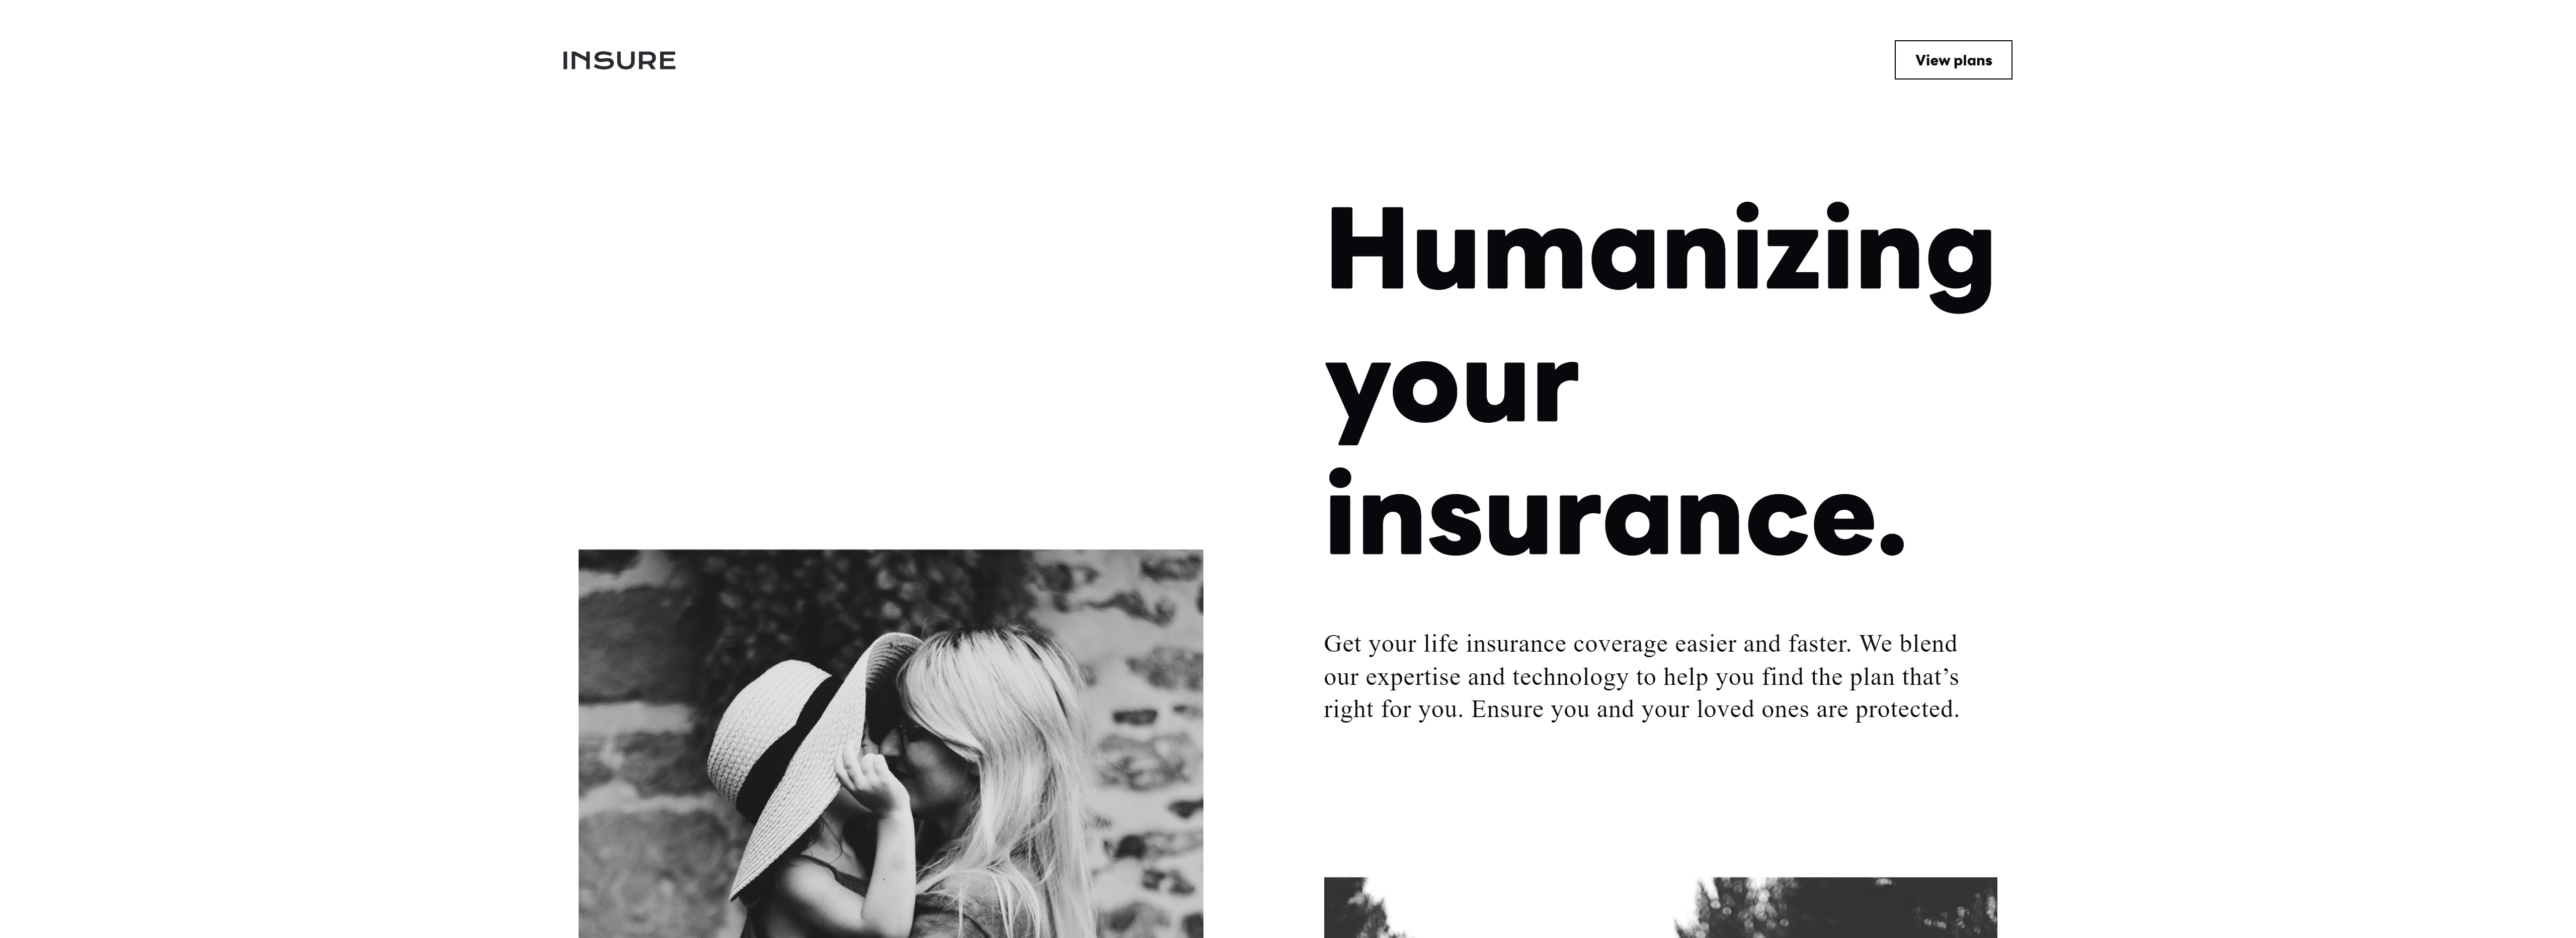 INSURE
View plans
Humanizing
your
insurance.
Get your life insurance coverage easier and faster. We blend
our expertise and technology to help you find the plan that’s
right for you. Ensure you and your loved ones are protected.